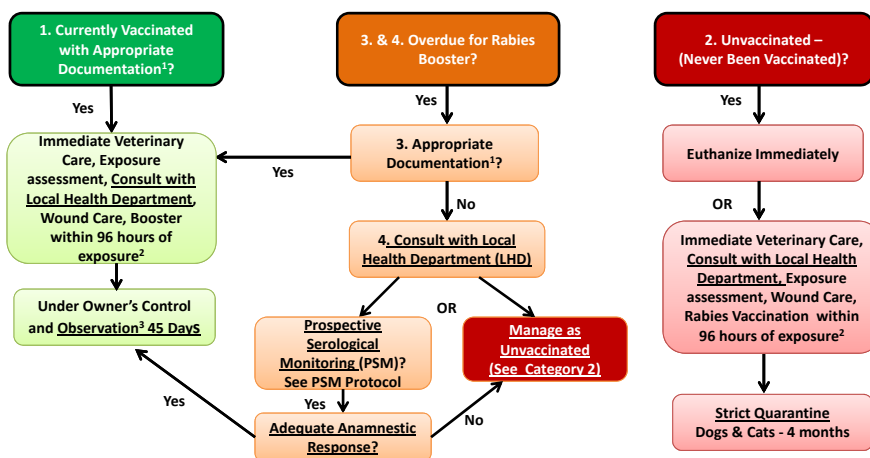 1. Currently Vaccinated
with Appropriate
Documentation¹?
Yes
Immediate Veterinary
Care, Exposure
assessment, Consult with
Local Health Department,
Wound Care, Booster
within 96 hours of
exposure²
Under Owner's Control
and Observation³ 45 Days
3. & 4. Overdue for Rabies
Booster?
Yes
3. Appropriate
Documentation¹?
Yes
No
4. Consult with Local
Health Department (LHD)
OR
Prospective
Serological
Monitoring (PSM)?
See PSM Protocol
Manage as
Unvaccinated
(See Category 2)
Yes
Adequate Anamnestic
Response?
Yes
No
2. Unvaccinated –
(Never Been Vaccinated)?
Yes
Euthanize Immediately
OR
Immediate Veterinary Care,
Consult with Local Health
Department, Exposure
assessment, Wound Care,
Rabies Vaccination within
96 hours of exposure²
Strict Quarantine
Dogs & Cats - 4 months